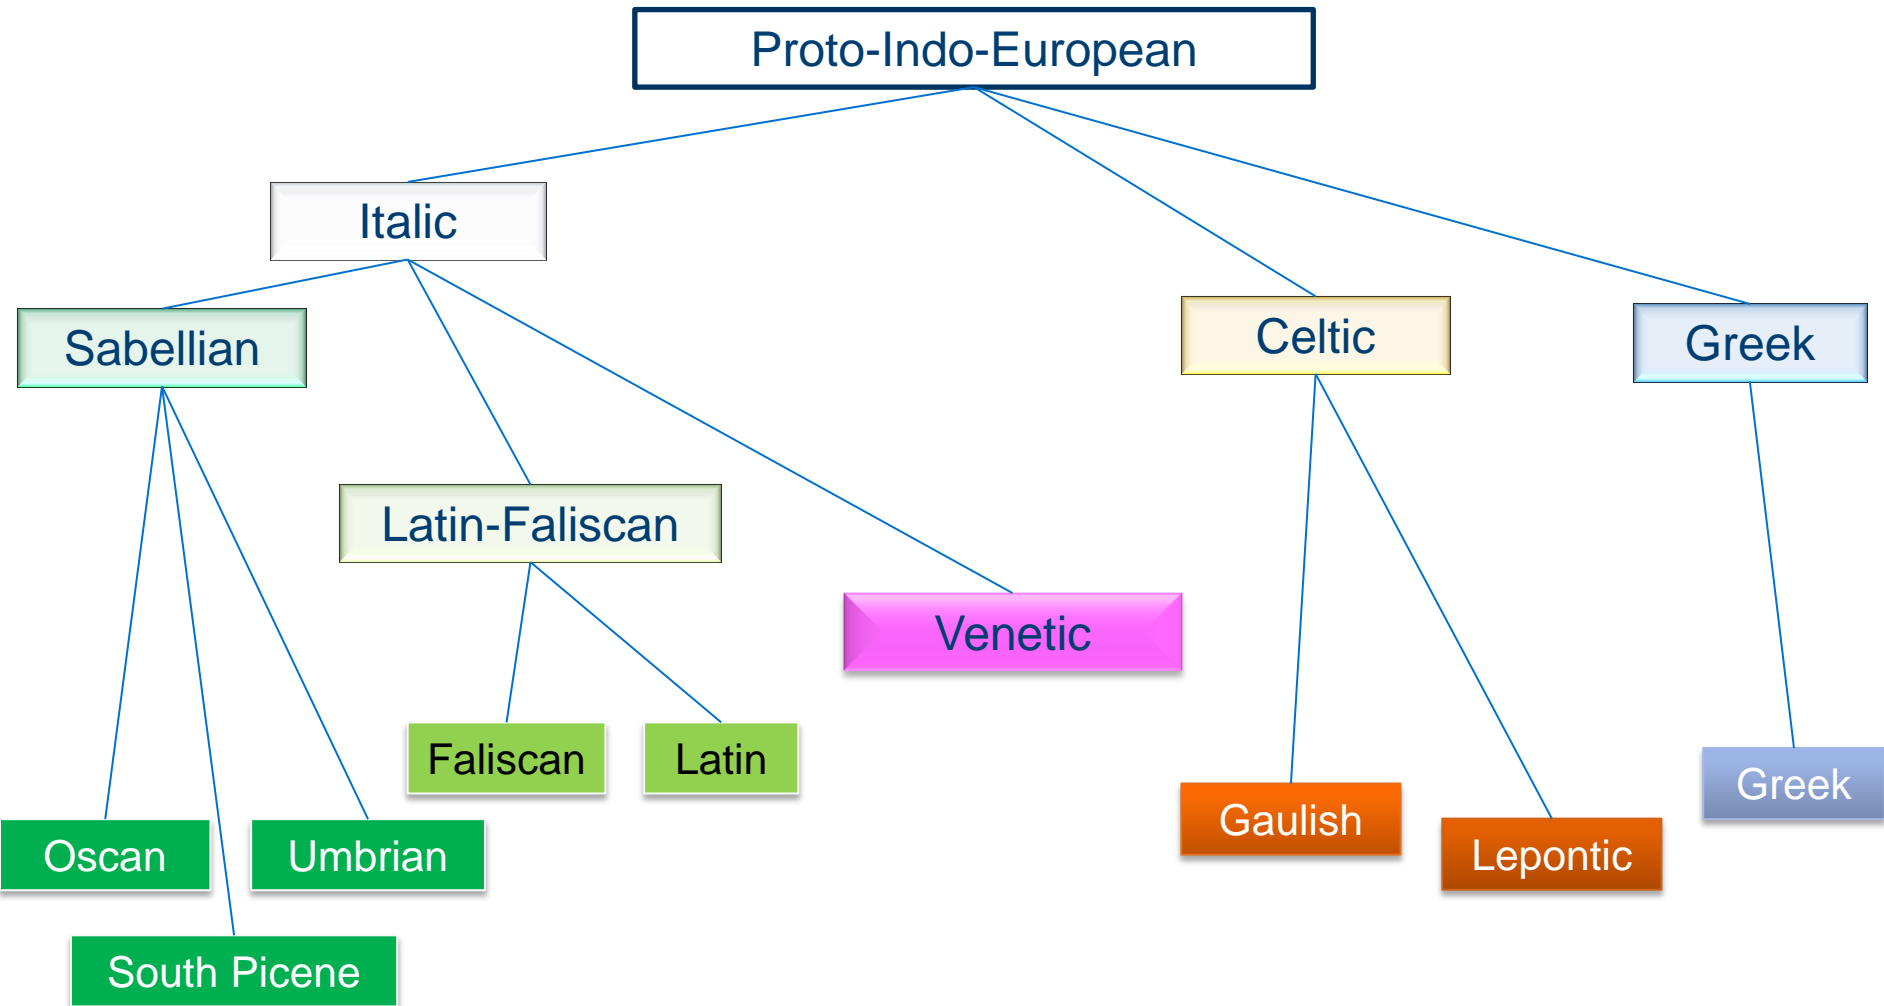 Proto-Indo-European
Italic
Sabellian
Celtic
Greek
Latin-Faliscan
Venetic
Faliscan
Latin
Greek
Gaulish
Oscan
Umbrian
Lepontic
South Picene